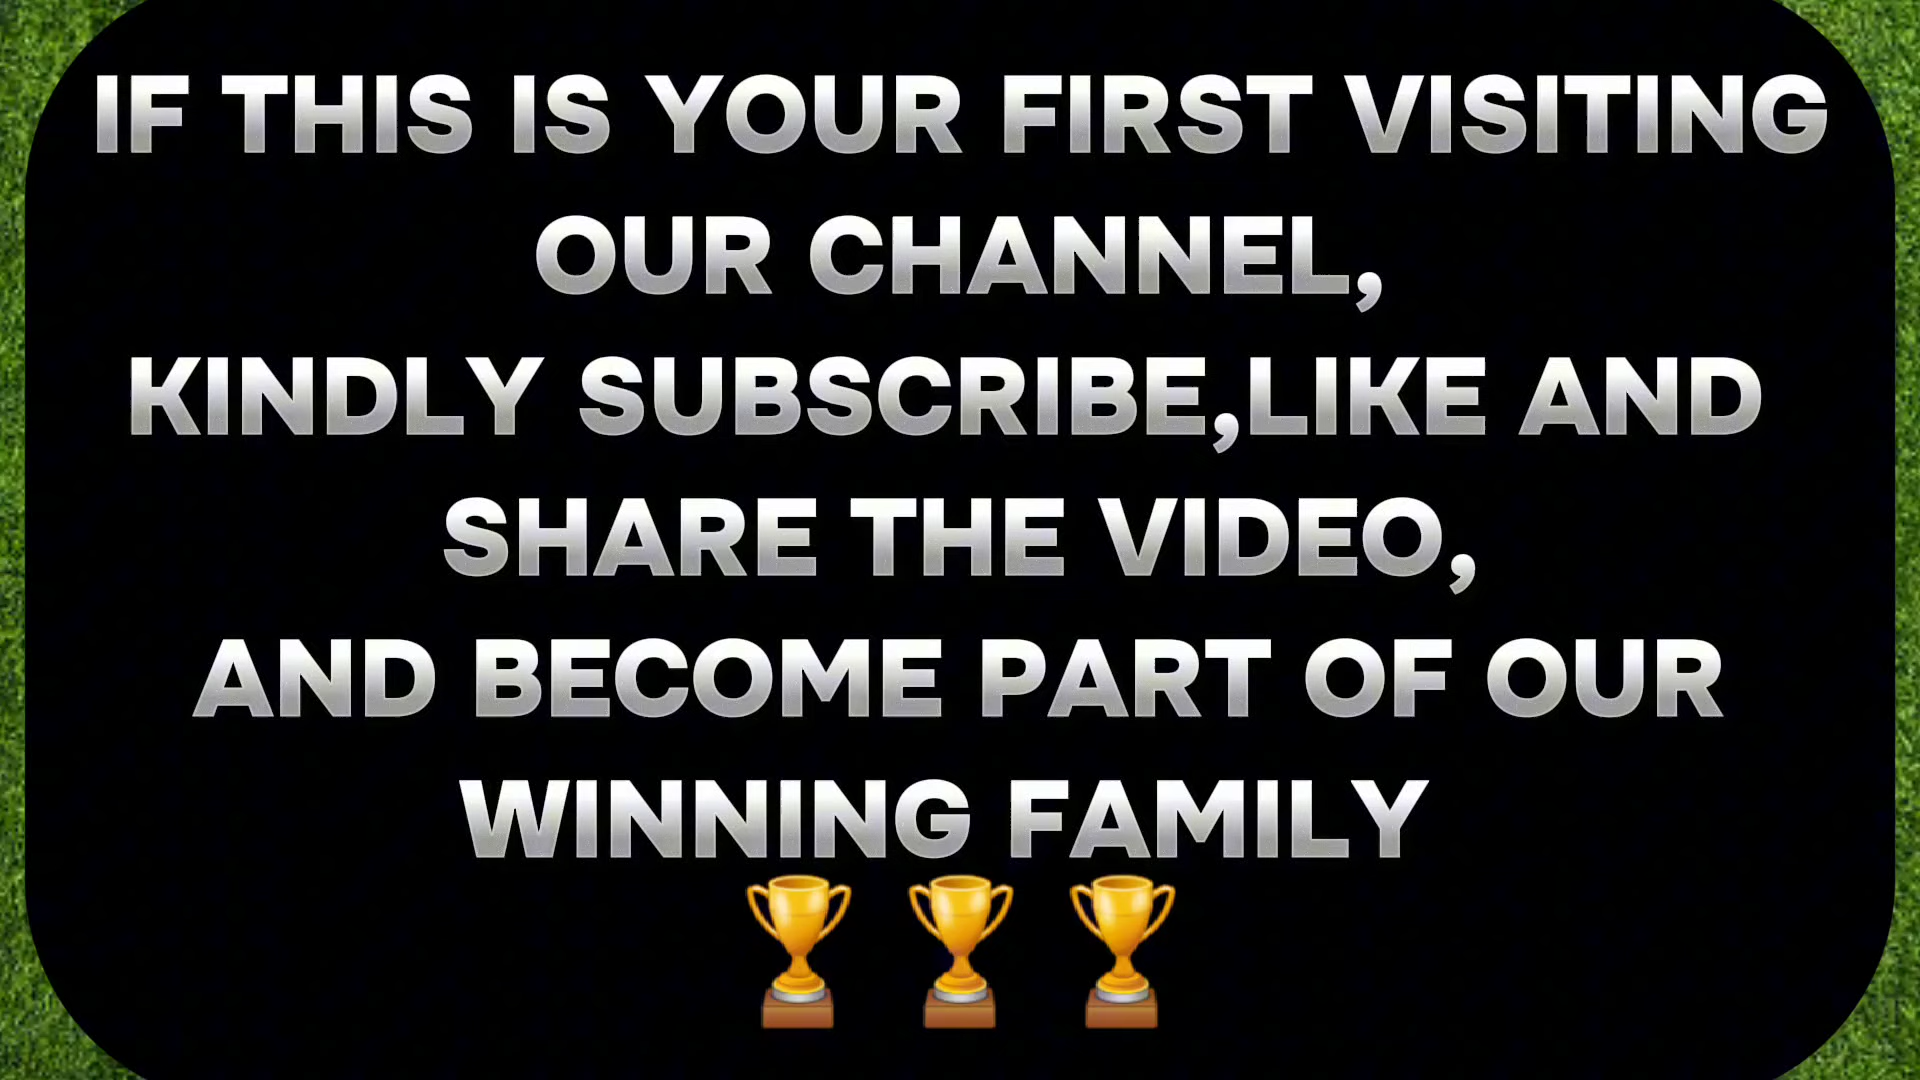 IF THIS IS YOUR FIRST VISITING
OUR CHANNEL,
KINDLY SUBSCRIBE,LIKE AND
SHARE THE VIDEO,
AND BECOME PART OF OUR
WINNING FAMILY